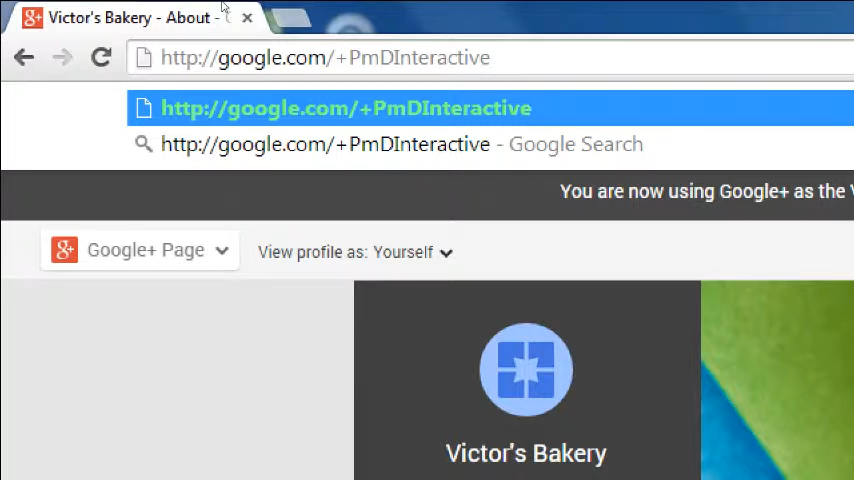 Victor's Bakery - About -
http://google.com/+PmDInteractive
http://google.com/+PmDInteractive
http://google.com/+PmDInteractive - Google Search
You are now using Google+ as the
g+ Google+ Page View profile as: Yourself
Victor's Bakery